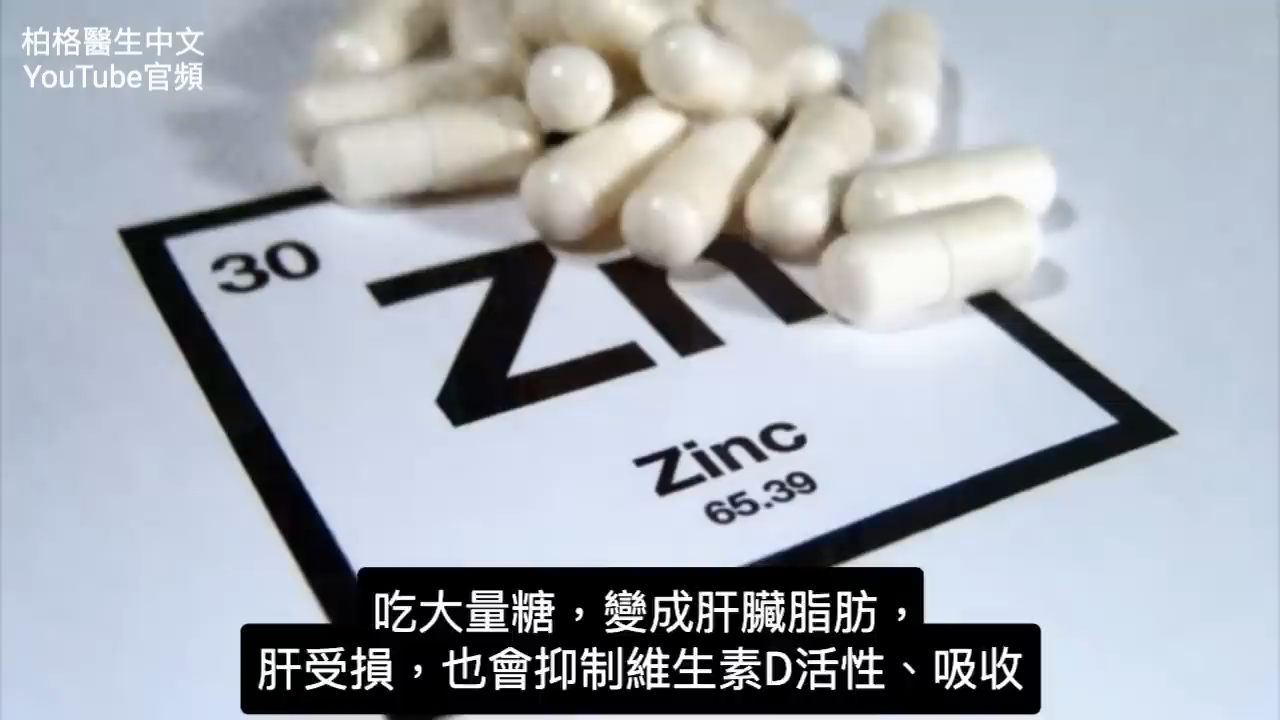 柏格醫生中文
YouTube官頻
30
Zn
Zinc
65.39
吃大量糖，變成肝臟脂肪，
肝受損，也會抑制維生素D活性、吸收